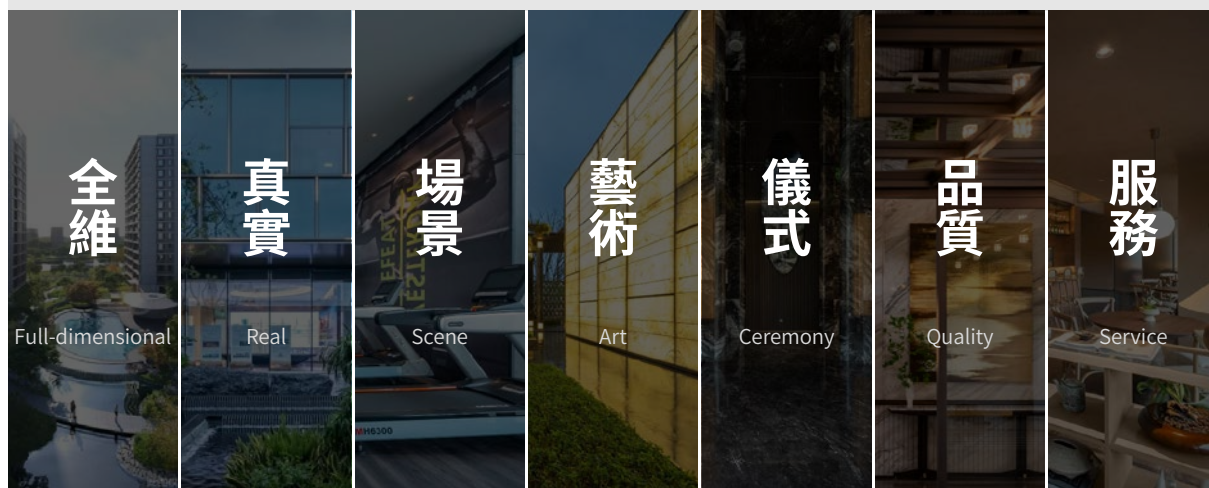 全維
Full-dimensional
真實
Real
場景
Scene
MH6300
藝術
Art
儀式
Ceremony
品質
Quality
服務
Service